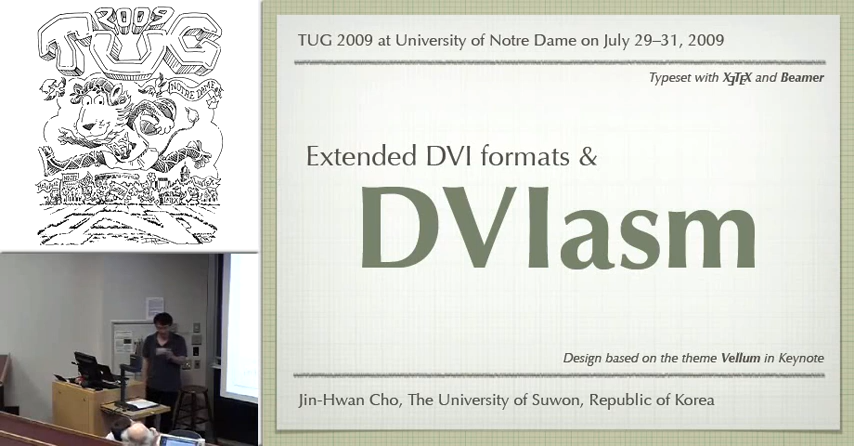 2009
TUG
NOTRE DAME
TUG 2009 at University of Notre Dame on July 29–31, 2009
Typeset with XƎTEX and Beamer
Extended DVI formats &
DVIasm
Design based on the theme Vellum in Keynote
Jin-Hwan Cho, The University of Suwon, Republic of Korea